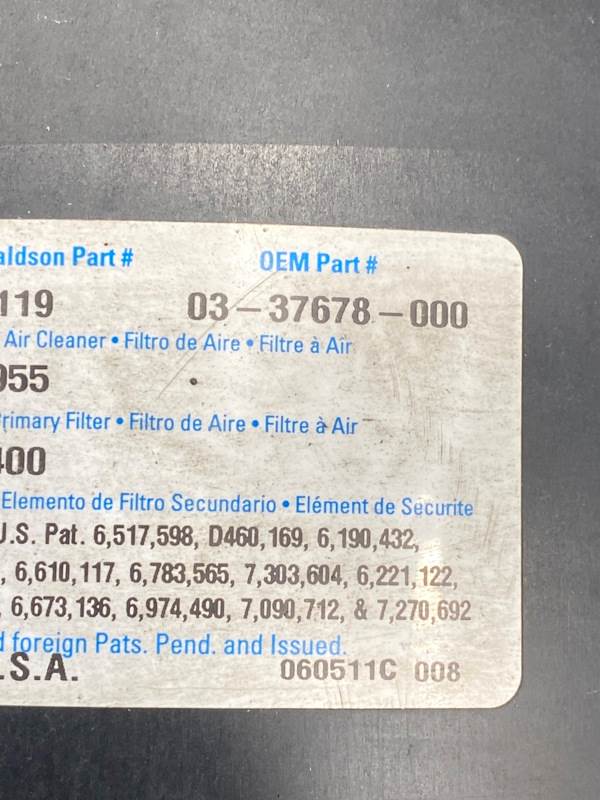 aldson Part # OEM Part #
119 03-37678-000
Air Cleaner • Filtro de Aire • Filtre à Air
955
Primary Filter • Filtro de Aire • Filtre à Air
400
Elemento de Filtro Secundario • Elément de Securite
U.S. Pat. 6,517,598, D460,169, 6,190,432,
, 6,610,117, 6,783,565, 7,303,604, 6,221,122,
, 6,673,136, 6,974,490, 7,090,712, & 7,270,692
d foreign Pats. Pend. and Issued.
.S.A. 060511C 008